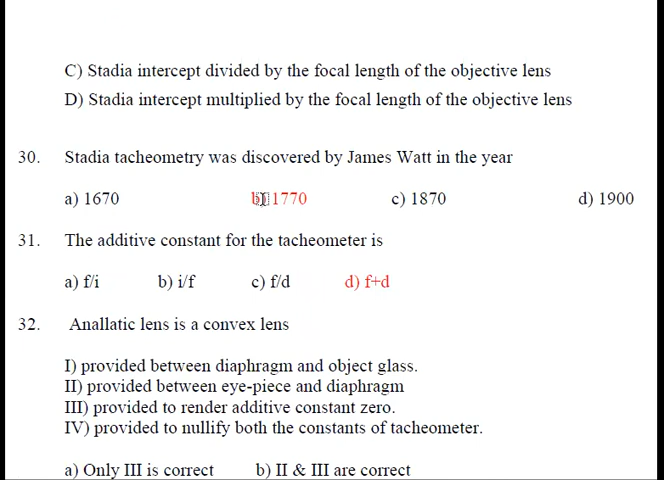 C) Stadia intercept divided by the focal length of the objective lens
D) Stadia intercept multiplied by the focal length of the objective lens
30. Stadia tacheometry was discovered by James Watt in the year
a) 1670 b) 1770 c) 1870 d) 1900
31. The additive constant for the tacheometer is
a) f/i b) i/f c) f/d d) f+d
32. Anallatic lens is a convex lens
I) provided between diaphragm and object glass.
II) provided between eye-piece and diaphragm
III) provided to render additive constant zero.
IV) provided to nullify both the constants of tacheometer.
a) Only III is correct b) II & III are correct